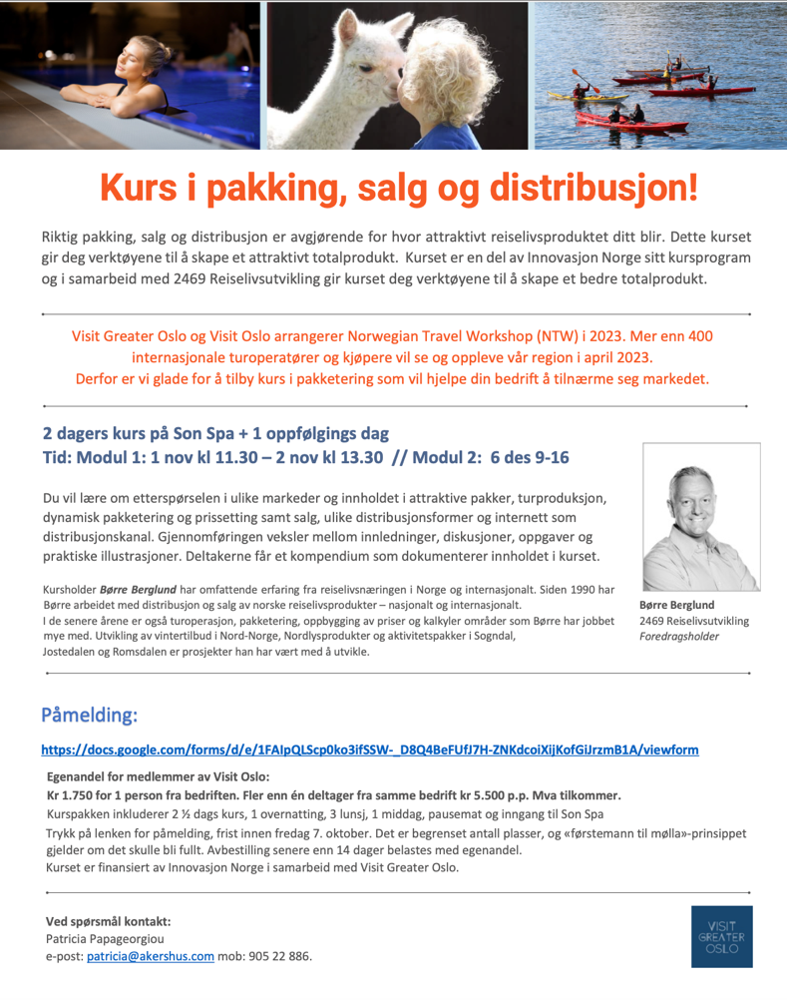 Kurs i pakking, salg og distribusjon!
Riktig pakking, salg og distribusjon er avgjørende for hvor attraktivt reiselivsproduktet ditt blir. Dette kurset
gir deg verktøyene til å skape et attraktivt totalprodukt.  Kurset er en del av Innovasjon Norge sitt kursprogram
og i samarbeid med 2469 Reiselivsutvikling gir kurset deg verktøyene til å skape et bedre totalprodukt.
Visit Greater Oslo og Visit Oslo arrangerer Norwegian Travel Workshop (NTW) i 2023. Mer enn 400
internasjonale turoperatører og kjøpere vil se og oppleve vår region i april 2023.
Derfor er vi glade for å tilby kurs i pakketering som vil hjelpe din bedrift å tilnærme seg markedet.
2 dagers kurs på Son Spa + 1 oppfølgings dag
Tid: Modul 1: 1 nov kl 11.30 – 2 nov kl 13.30  // Modul 2:  6 des 9-16
Du vil lære om etterspørselen i ulike markeder og innholdet i attraktive pakker, turproduksjon,
dynamisk pakketering og prissetting samt salg, ulike distribusjonsformer og internett som
distribusjonskanal. Gjennomføringen veksler mellom innledninger, diskusjoner, oppgaver og
praktiske illustrasjoner. Deltakerne får et kompendium som dokumenterer innholdet i kurset.
Kursholder Børre Berglund har omfattende erfaring fra reiselivsnæringen i Norge og internasjonalt. Siden 1990 har
Børre arbeidet med distribusjon og salg av norske reiselivsprodukter – nasjonalt og internasjonalt.
I de senere årene er også turoperasjon, pakketering, oppbygging av priser og kalkyler områder som Børre har jobbet
mye med. Utvikling av vintertilbud i Nord-Norge, Nordlysprodukter og aktivitetspakker i Sogndal,
Jostedalen og Romsdalen er prosjekter han har vært med å utvikle.
Børre Berglund
2469 Reiselivsutvikling
Foredragsholder
Påmelding:
https://docs.google.com/forms/d/e/1FAIpQLScp0ko3ifSSW-_D8Q4BeFUfJ7H-ZNKdcoiXijKofGiJrzmB1A/viewform
Egenandel for medlemmer av Visit Oslo:
Kr 1.750 for 1 person fra bedriften. Fler enn én deltager fra samme bedrift kr 5.500 p.p. Mva tilkommer.
Kurspakken inkluderer 2 ½ dags kurs, 1 overnatting, 3 lunsj, 1 middag, pausemat og inngang til Son Spa
Trykk på lenken for påmelding, frist innen fredag 7. oktober. Det er begrenset antall plasser, og «førstemann til mølla»-prinsippet
gjelder om det skulle bli fullt. Avbestilling senere enn 14 dager belastes med egenandel.
Kurset er finansiert av Innovasjon Norge i samarbeid med Visit Greater Oslo.
Ved spørsmål kontakt:
Patricia Papageorgiou
e-post: patricia@akershus.com mob: 905 22 886.
VISIT
GREATER
OSLO